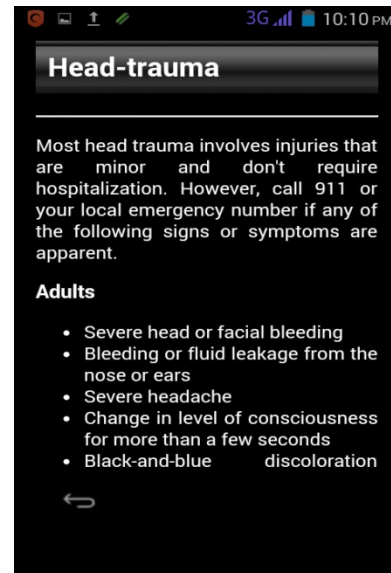 3G 10:10 PM
Head-trauma
Most head trauma involves injuries that
are minor and don't require
hospitalization. However, call 911 or
your local emergency number if any of
the following signs or symptoms are
apparent.
Adults
• Severe head or facial bleeding
• Bleeding or fluid leakage from the
nose or ears
• Severe headache
• Change in level of consciousness
for more than a few seconds
• Black-and-blue discoloration